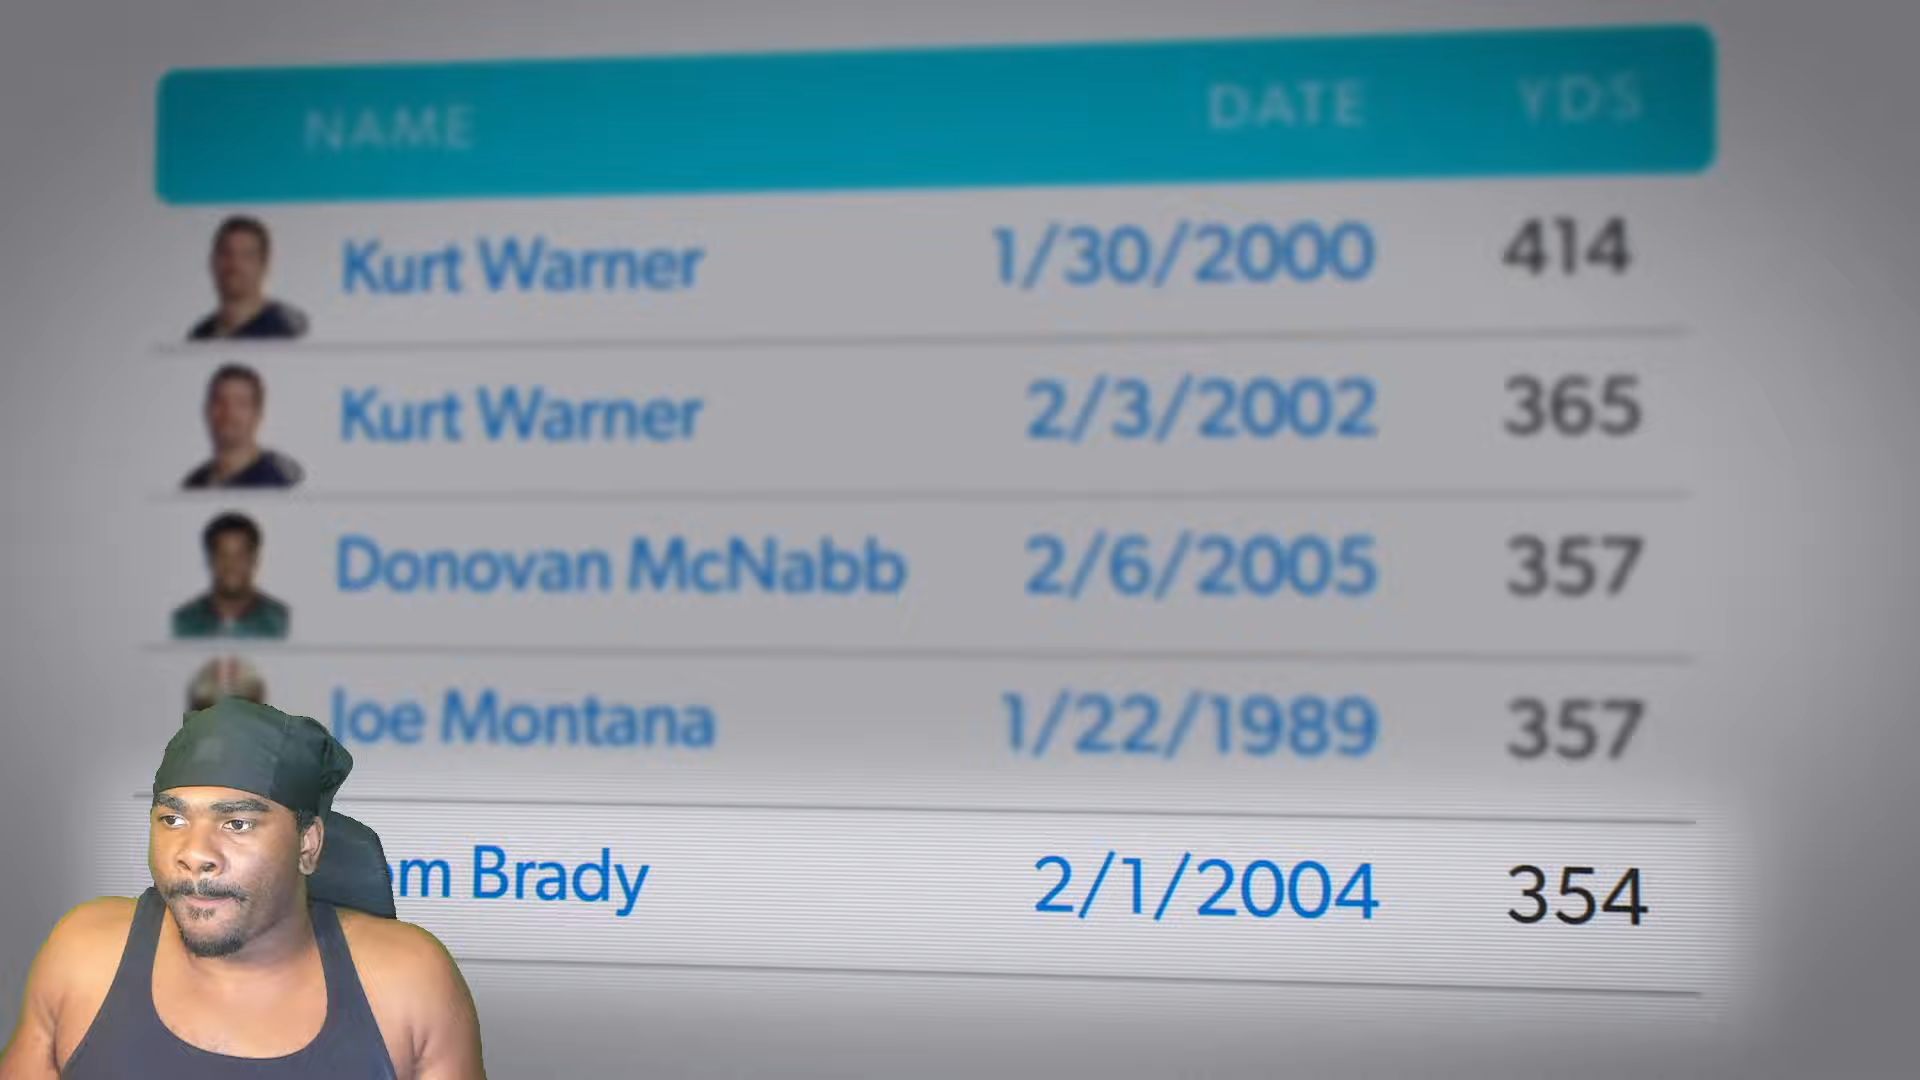 NAME DATE YDS
Kurt Warner 1/30/2000 414
Kurt Warner 2/3/2002 365
Donovan McNabb 2/6/2005 357
Joe Montana 1/22/1989 357
am Brady 2/1/2004 354